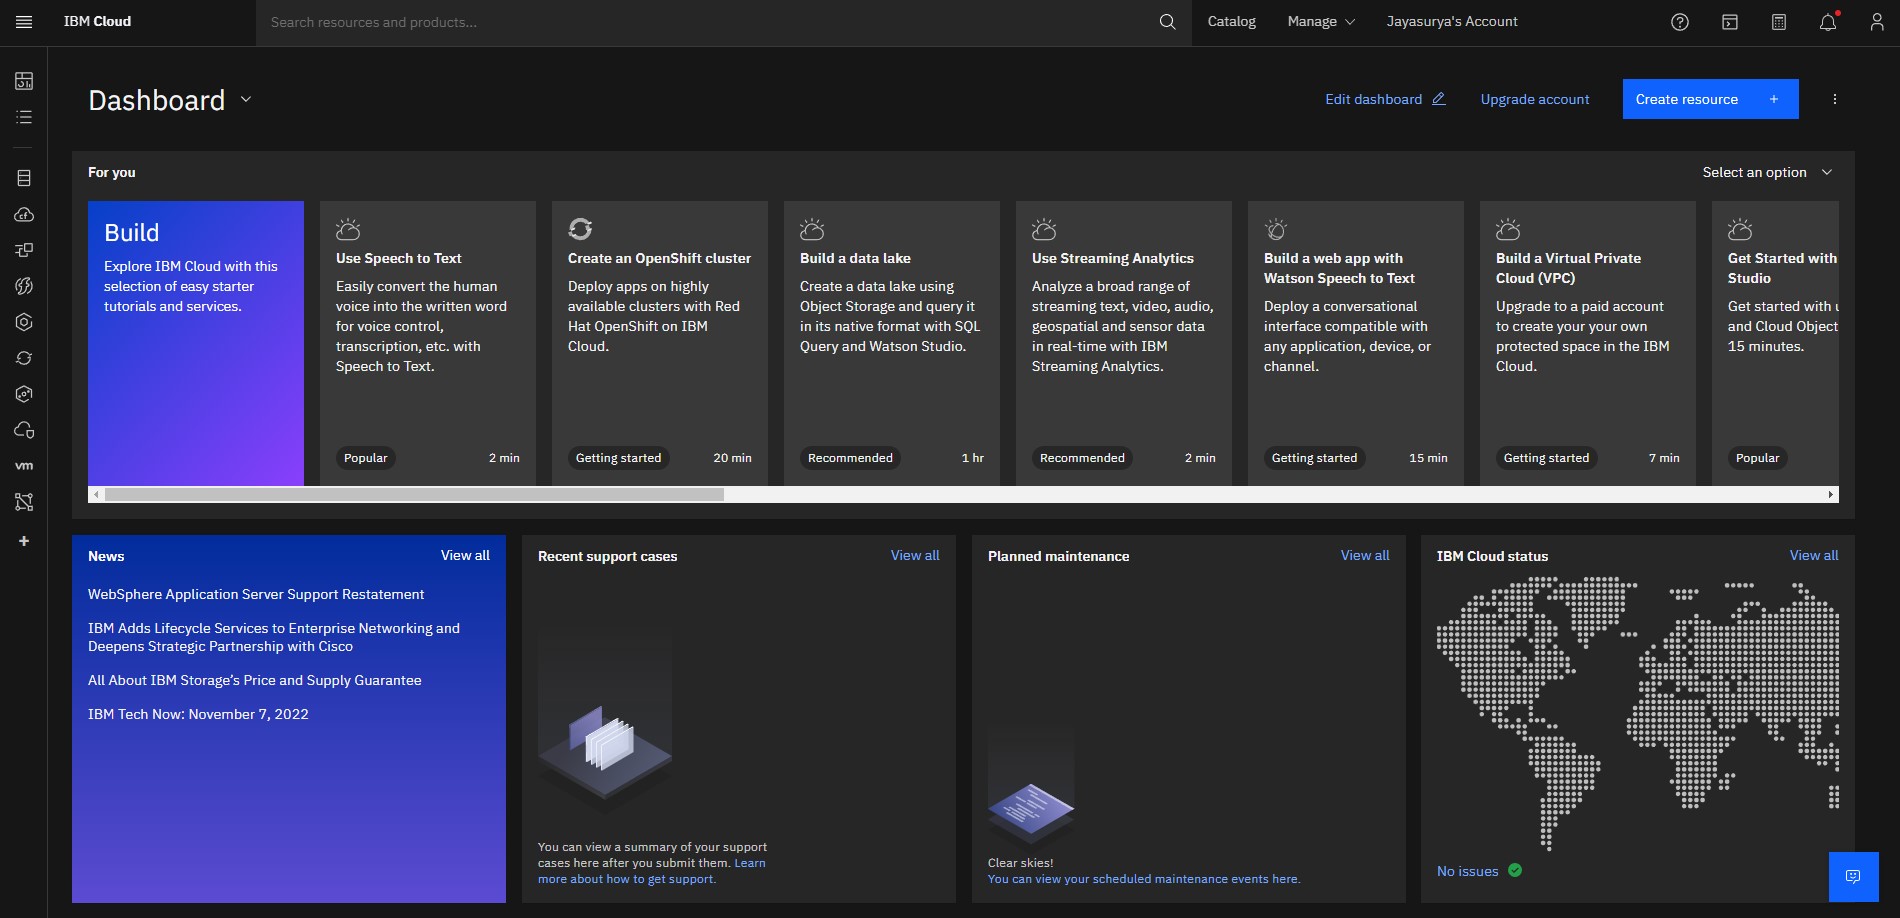 IBM Cloud
Search resources and products...
Catalog
Manage
Jayasurya's Account
Dashboard
Edit dashboard
Upgrade account
Create resource +
For you
Select an option
Build
Explore IBM Cloud with this
selection of easy starter
tutorials and services.
Use Speech to Text
Easily convert the human
voice into the written word
for voice control,
transcription, etc. with
Speech to Text.
Popular
2 min
Create an OpenShift cluster
Deploy apps on highly
available clusters with Red
Hat OpenShift on IBM
Cloud.
Getting started
20 min
Build a data lake
Create a data lake using
Object Storage and query it
in its native format with SQL
Query and Watson Studio.
Recommended
1 hr
Use Streaming Analytics
Analyze a broad range of
streaming text, video, audio,
geospatial and sensor data
in real-time with IBM
Streaming Analytics.
Recommended
2 min
Build a web app with
Watson Speech to Text
Deploy a conversational
interface compatible with
any application, device, or
channel.
Getting started
15 min
Build a Virtual Private
Cloud (VPC)
Upgrade to a paid account
to create your your own
protected space in the IBM
Cloud.
Getting started
7 min
Get Started with
Studio
Get started with
and Cloud Object
15 minutes.
Popular
vm
News
View all
WebSphere Application Server Support Restatement
IBM Adds Lifecycle Services to Enterprise Networking and
Deepens Strategic Partnership with Cisco
All About IBM Storage's Price and Supply Guarantee
IBM Tech Now: November 7, 2022
Recent support cases
View all
You can view a summary of your support
cases here after you submit them. Learn
more about how to get support.
Planned maintenance
View all
Clear skies!
You can view your scheduled maintenance events here.
IBM Cloud status
View all
No issues